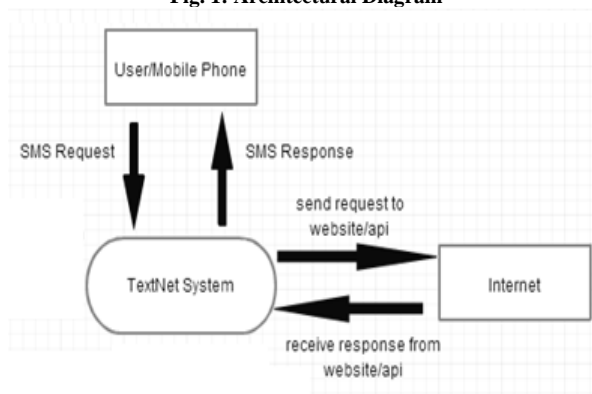 Fig. 1. Architectural Diagram
User/Mobile Phone
SMS Request
SMS Response
send request to
website/api
TextNet System
Internet
receive response from
website/api